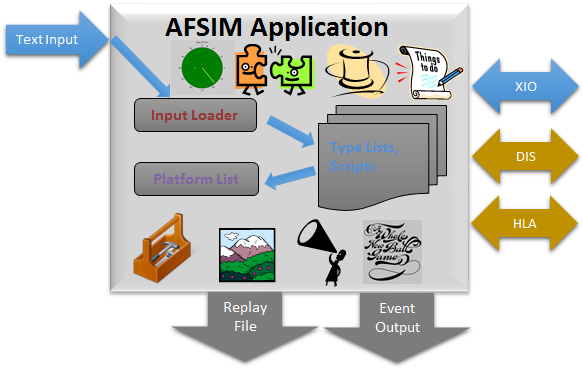 AFSIM Application
Text Input
Things
to do
Input Loader
Type Lists,
Scripts
Platform List
XIO
DIS
HLA
A
Whole
New Ball
Game
Replay
File
Event
Output